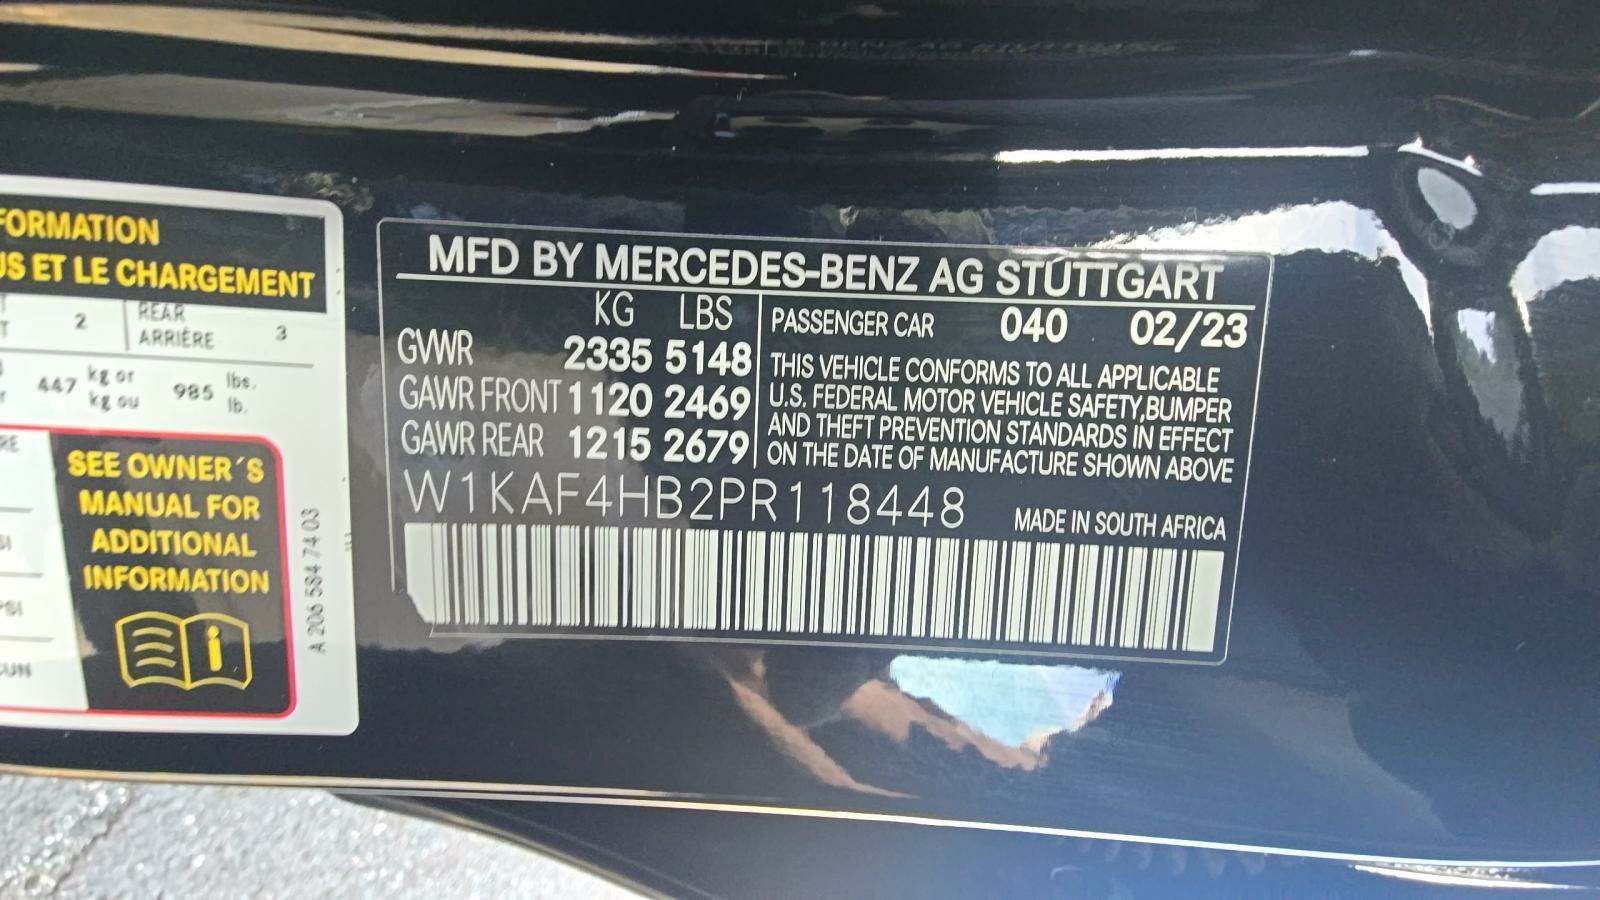 FORMATION
US ET LE CHARGEMENT
2 REAR ARRIÈRE 3
447 kg or kg ou 985 lbs. lb.
SEE OWNER´S
MANUAL FOR
ADDITIONAL
INFORMATION
i
A 206 584 74 03
MFD BY MERCEDES-BENZ AG STUTTGART
KG LBS
GVWR 2335 5148
GAWR FRONT 1120 2469
GAWR REAR 1215 2679
PASSENGER CAR 040 02/23
THIS VEHICLE CONFORMS TO ALL APPLICABLE
U.S. FEDERAL MOTOR VEHICLE SAFETY,BUMPER
AND THEFT PREVENTION STANDARDS IN EFFECT
ON THE DATE OF MANUFACTURE SHOWN ABOVE
W1KAF4HB2PR118448
MADE IN SOUTH AFRICA